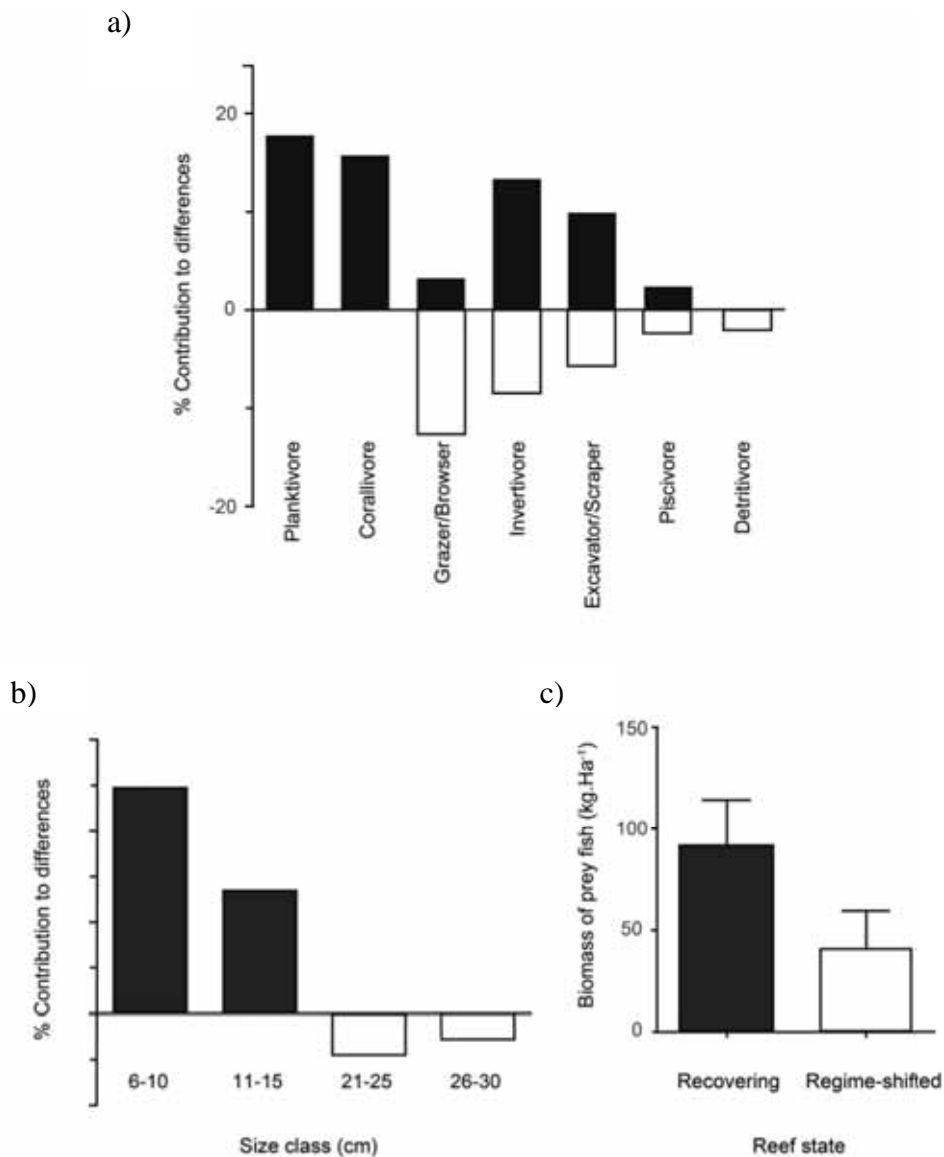 a)
% Contribution to differences
20
0
-20
Planktivore
Corallivore
Grazer/Browser
Invertivore
Excavator/Scraper
Piscivore
Detritivore
b)
% Contribution to differences
6-10
11-15
21-25
26-30
Size class (cm)
c)
Biomass of prey fish (kg.Ha⁻¹)
150
100
50
0
Recovering
Regime-shifted
Reef state